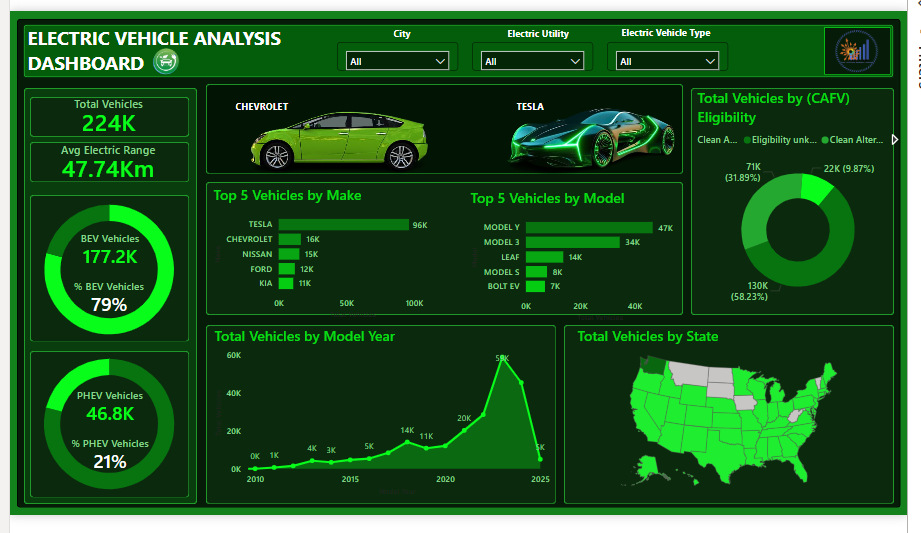 ELECTRIC VEHICLE ANALYSIS
DASHBOARD
City
All
Electric Utility
All
Electric Vehicle Type
All
Total Vehicles
224K
Avg Electric Range
47.74Km
BEV Vehicles
177.2K
% BEV Vehicles
79%
PHEV Vehicles
46.8K
% PHEV Vehicles
21%
CHEVROLET
TESLA
Top 5 Vehicles by Make
TESLA 96K
CHEVROLET 16K
NISSAN 15K
FORD 12K
KIA 11K
0K 50K 100K
Top 5 Vehicles by Model
MODEL Y 47K
MODEL 3 34K
LEAF 14K
MODEL S 8K
BOLT EV 7K
0K 20K 40K
Total Vehicles by (CAFV)
Eligibility
Clean A... Eligibility unk... Clean Alter...
71K
(31.89%)
22K (9.87%)
130K
(58.23%)
Total Vehicles by Model Year
60K
40K
20K
0K
0K 1K 4K 3K 5K 14K 11K 20K 5K
2010 2015 2020 2025
Total Vehicles by State